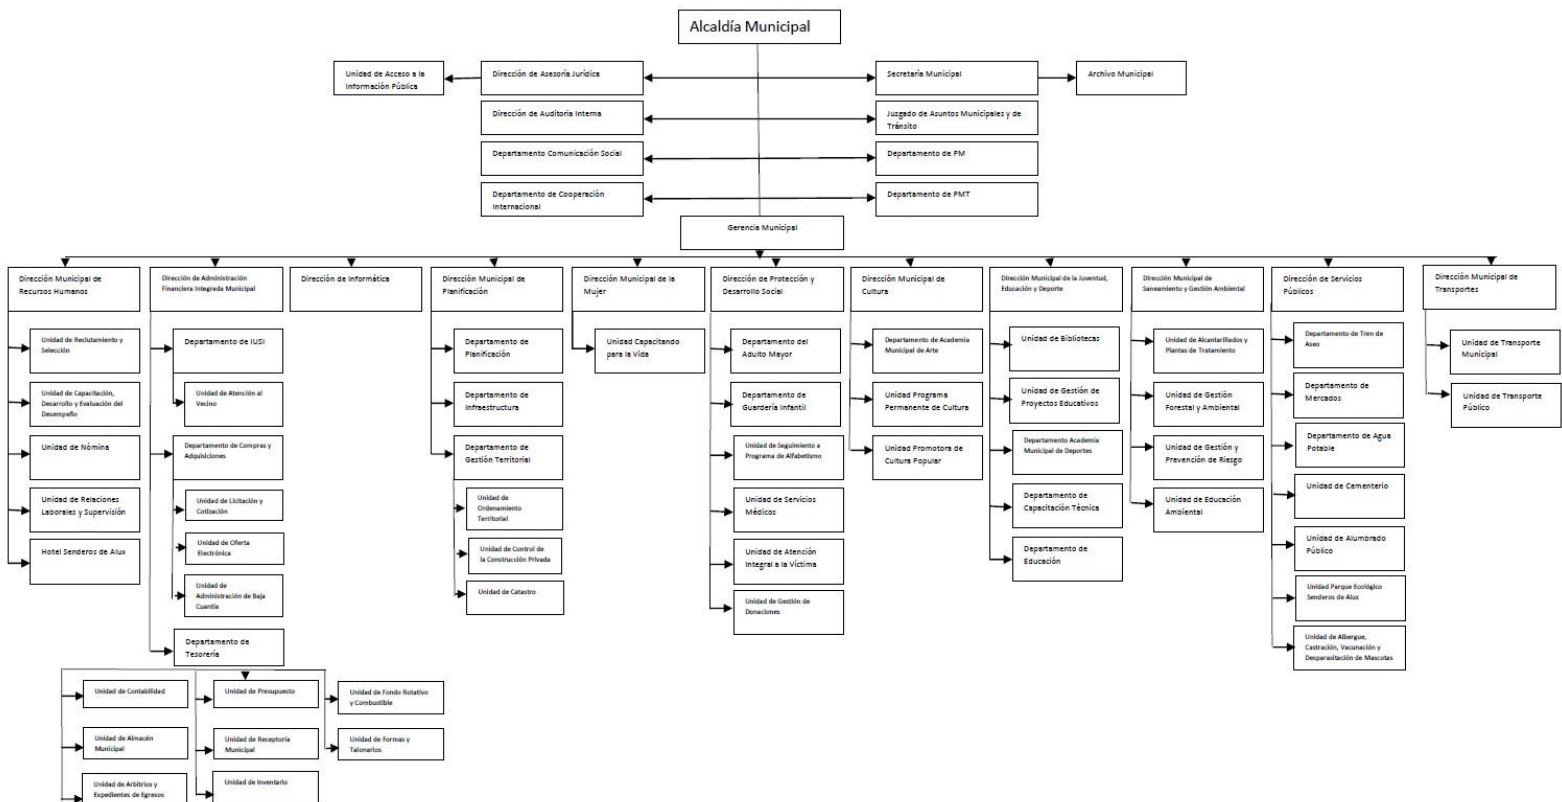 Alcaldía Municipal
Unidad de Acceso a la
Información Pública
Dirección de Asesoría Jurídica
Secretaría Municipal
Archivo Municipal
Dirección de Auditoria Interna
Juzgado de Asuntos Municipales y de
Tránsito
Departamento Comunicación Social
Departamento de PM
Departamento de Cooperación
Internacional
Departamento de PMT
Gerencia Municipal
Dirección Municipal de
Recursos Humanos
Dirección de Administración
Financiera Integrada Municipal
Dirección de Informática
Dirección Municipal de
Planificación
Dirección Municipal de la
Mujer
Dirección de Protección y
Desarrollo Social
Dirección Municipal de
Cultura
Dirección Municipal de la Juventud,
Educación y Deporte
Dirección Municipal de
Saneamiento y Gestión Ambiental
Dirección de Servicios
Públicos
Dirección Municipal de
Transportes
Unidad de Reclutamiento y
Selección
Unidad de Capacitación,
Desarrollo y Evaluación del
Desempeño
Unidad de Nómina
Unidad de Relaciones
Laborales y Supervisión
Hotel Senderos de Alux
Departamento de IUSI
Unidad de Atención al
Vecino
Departamento de Compras y
Adquisiciones
Unidad de Licitación y
Cotización
Unidad de Oferta
Electrónica
Unidad de
Administración de Baja
Cuantía
Departamento de
Tesorería
Departamento de
Planificación
Departamento de
Infraestructura
Departamento de
Gestión Territorial
Unidad de
Ordenamiento
Territorial
Unidad de Control de
la Construcción Privada
Unidad de Catastro
Unidad Capacitando
para la Vida
Departamento del
Adulto Mayor
Departamento de
Guardería Infantil
Unidad de Seguimiento a
Programa de Alfabetismo
Unidad de Servicios
Médicos
Unidad de Atención
Integral a la Víctima
Unidad de Gestión de
Donaciones
Departamento de Academia
Municipal de Arte
Unidad Programa
Permanente de Cultura
Unidad Promotora de
Cultura Popular
Unidad de Bibliotecas
Unidad de Gestión de
Proyectos Educativos
Departamento Academia
Municipal de Deportes
Departamento de
Capacitación Técnica
Departamento de
Educación
Unidad de Alcantarillados y
Plantas de Tratamiento
Unidad de Gestión
Forestal y Ambiental
Unidad de Gestión y
Prevención de Riesgo
Unidad de Educación
Ambiental
Departamento de Tren de
Aseo
Departamento de
Mercados
Departamento de Agua
Potable
Unidad de Cementerio
Unidad de Alumbrado
Público
Unidad Parque Ecológico
Senderos de Alux
Unidad de Albergue,
Castración, Vacunación y
Desparasitación de Mascotas
Unidad de Transporte
Municipal
Unidad de Transporte
Público
Unidad de Contabilidad
Unidad de Presupuesto
Unidad de Fondo Rotativo
y Combustible
Unidad de Almacén
Municipal
Unidad de Receptoría
Municipal
Unidad de Formas y
Talonarios
Unidad de Arbitrios y
Expedientes de Egresos
Unidad de Inventario